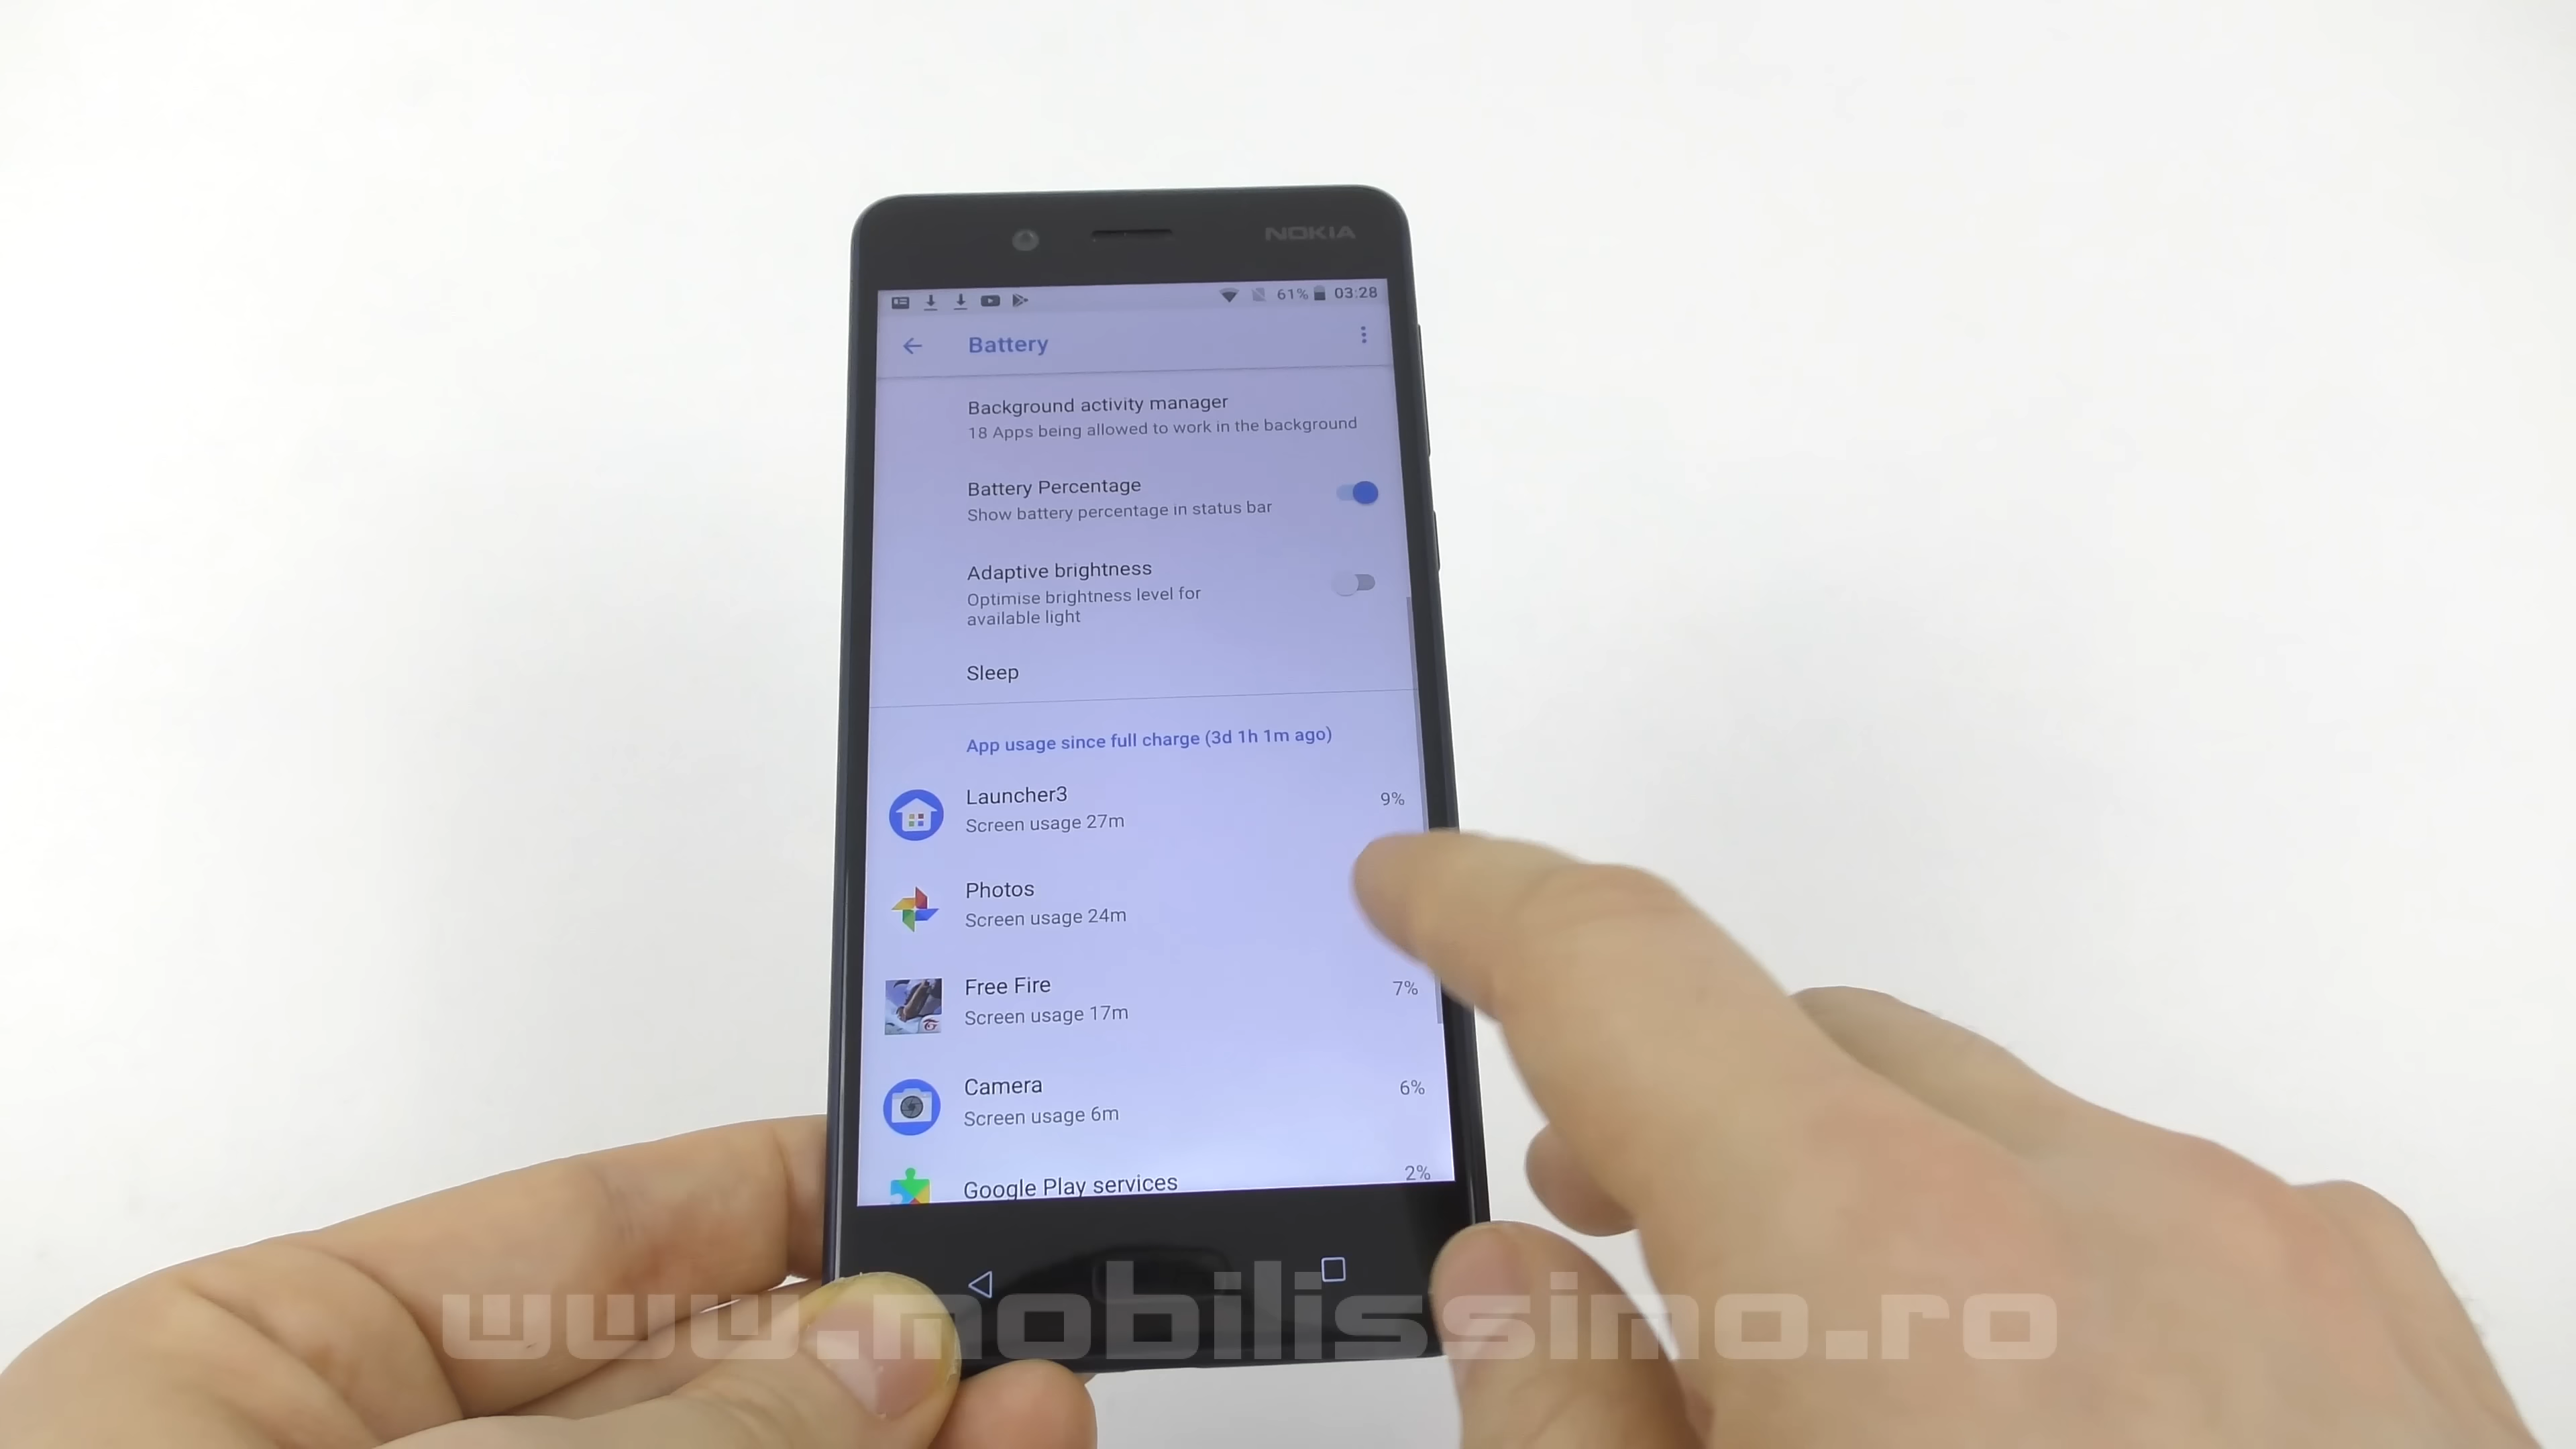 NOKIA
61% 03:28
Battery
Background activity manager
18 Apps being allowed to work in the background
Battery Percentage
Show battery percentage in status bar
Adaptive brightness
Optimise brightness level for
available light
Sleep
App usage since full charge (3d 1h 1m ago)
Launcher3 9%
Screen usage 27m
Photos
Screen usage 24m
Free Fire 7%
Screen usage 17m
Camera 6%
Screen usage 6m
Google Play services 2%
www.mobilissimo.ro